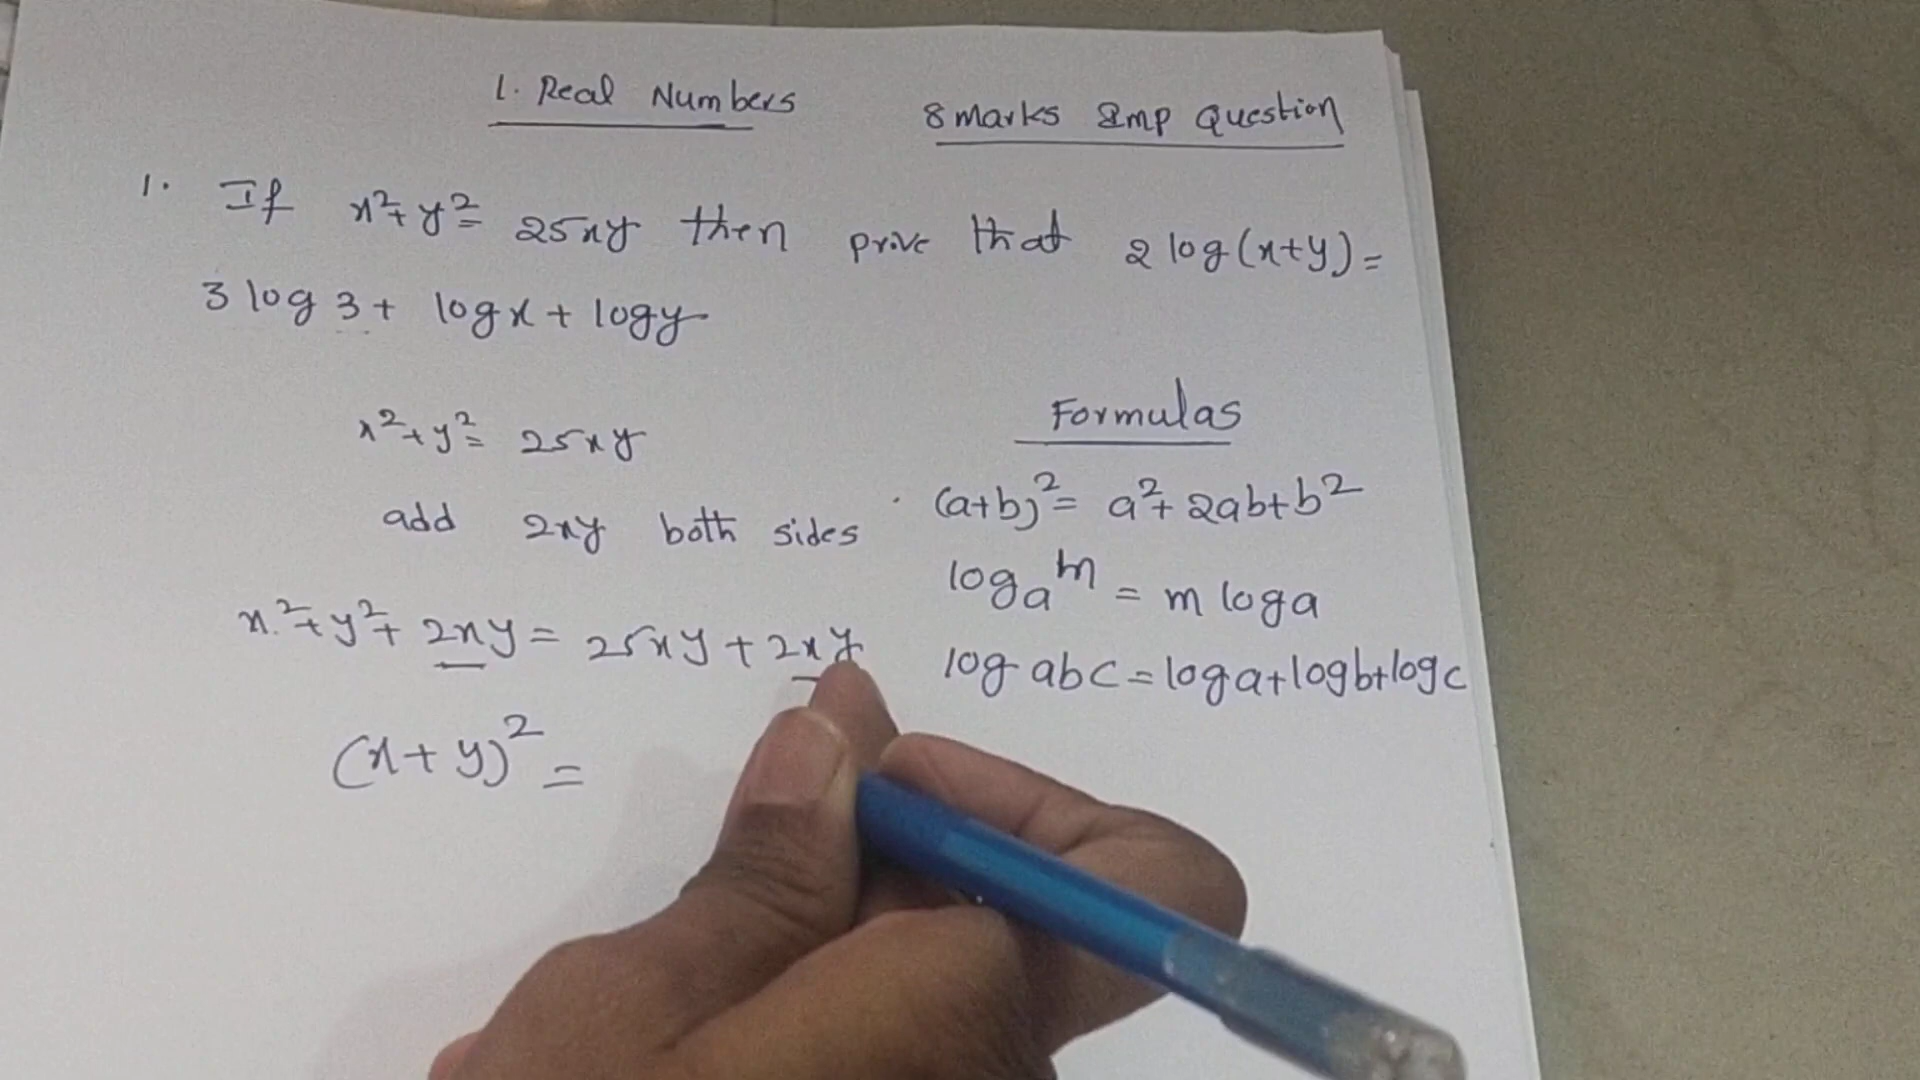 1. Real Numbers
8 marks Imp Question
1. If x²+y²= 25xy then prove that 2 log(x+y)=
3 log 3 + log x + log y
x²+y²= 25xy
add 2xy both sides
x²+y²+ 2xy = 25xy + 2xy
(x+y)² =
Formulas
(a+b)²= a²+2ab+b²
log a^m = m log a
log abc = log a+log b+log c